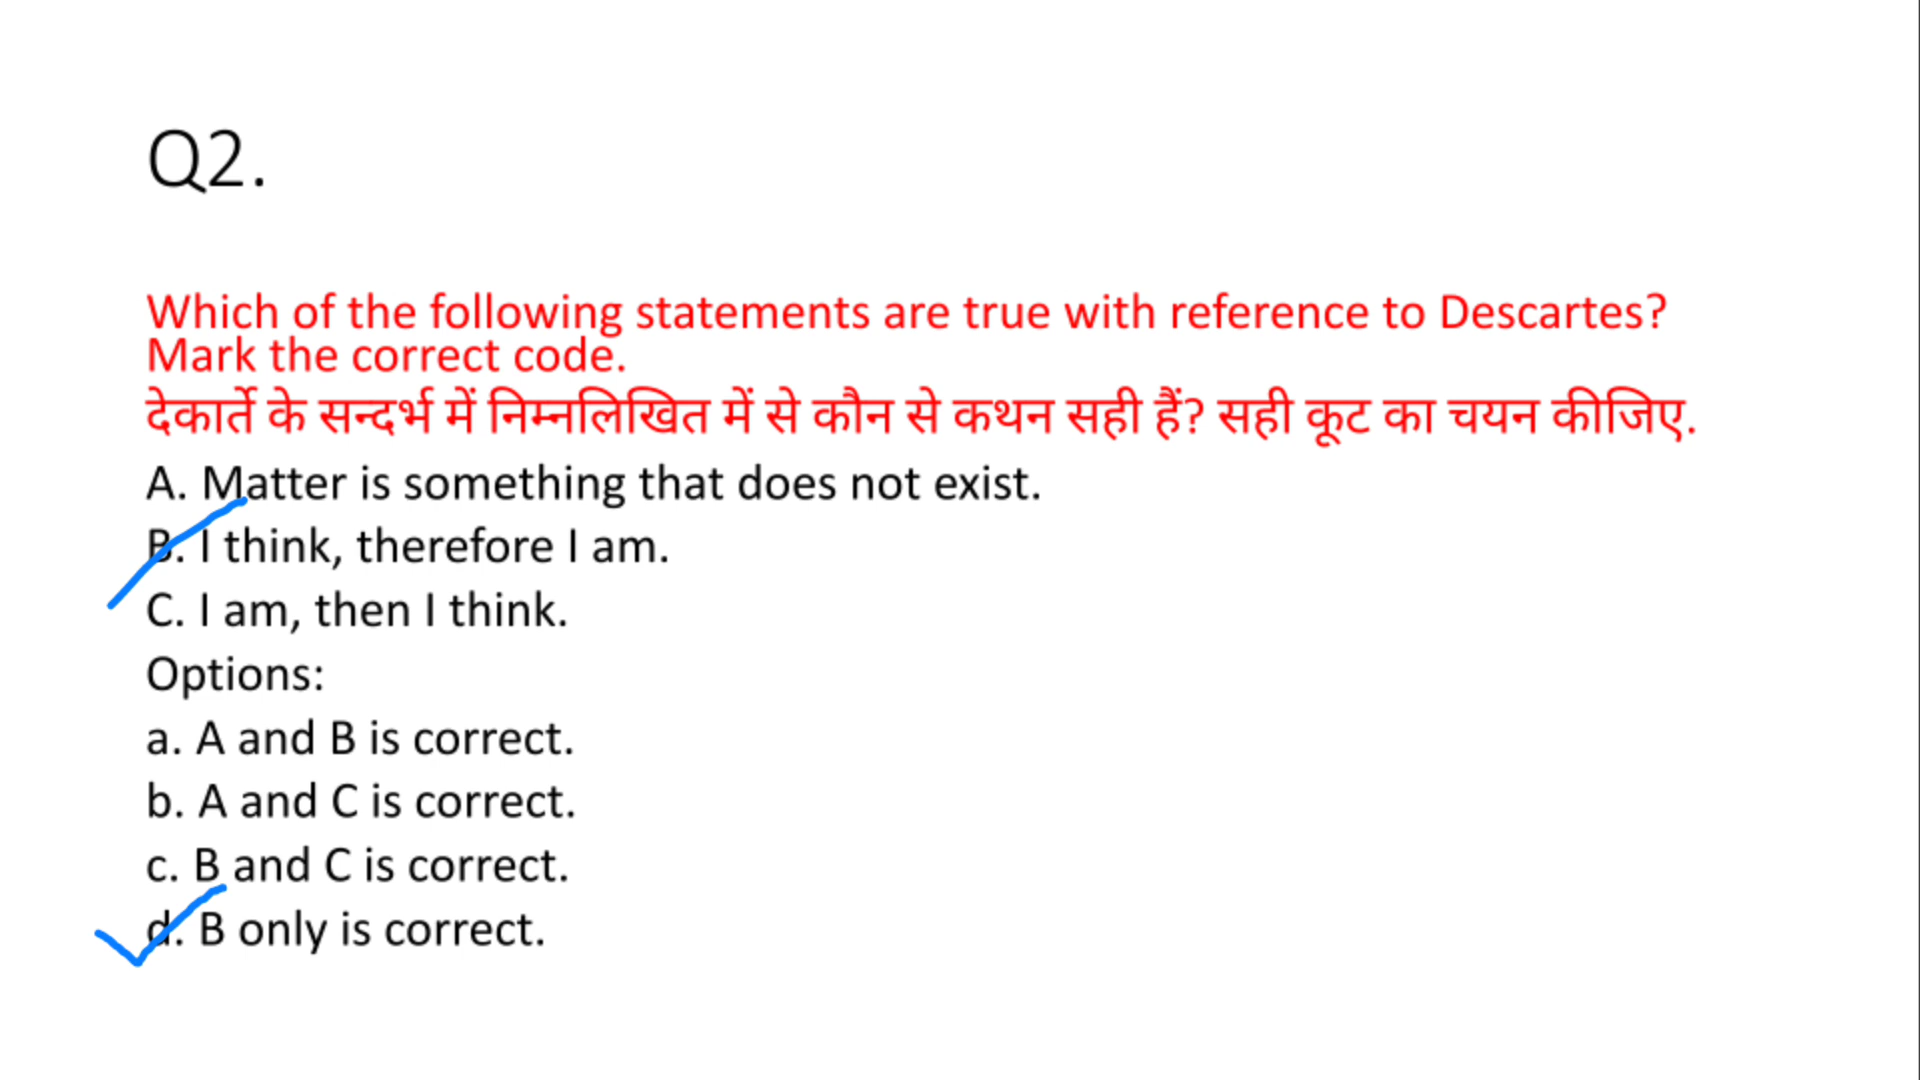 Q2.
Which of the following statements are true with reference to Descartes?
Mark the correct code.
देकार्ते के सन्दर्भ में निम्नलिखित में से कौन से कथन सही हैं? सही कूट का चयन कीजिए.
A. Matter is something that does not exist.
B. I think, therefore I am.
C. I am, then I think.
Options:
a. A and B is correct.
b. A and C is correct.
c. B and C is correct.
d. B only is correct.